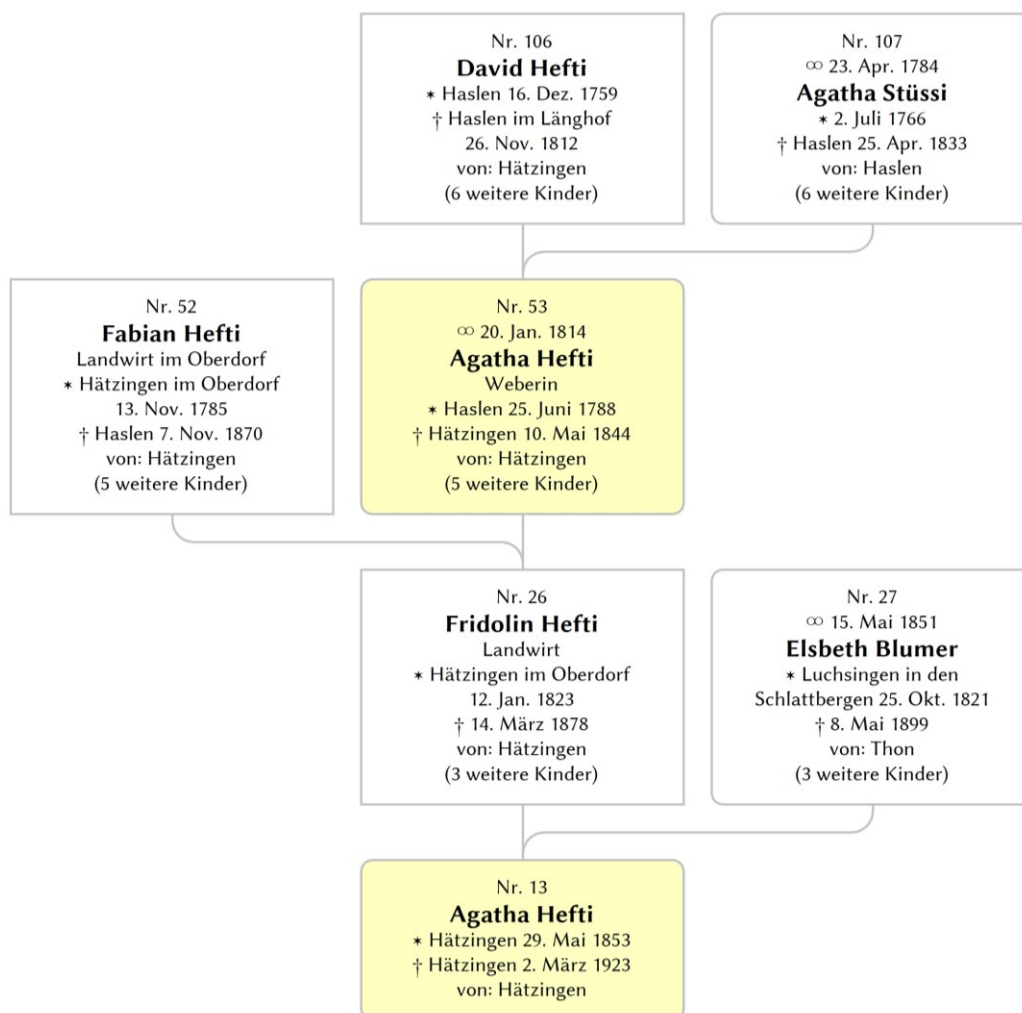 Nr. 106
David Hefti
✶ Haslen 16. Dez. 1759
† Haslen im Länghof
26. Nov. 1812
von: Hätzingen
(6 weitere Kinder)
Nr. 107
∞ 23. Apr. 1784
Agatha Stüssi
✶ 2. Juli 1766
† Haslen 25. Apr. 1833
von: Haslen
(6 weitere Kinder)
Nr. 52
Fabian Hefti
Landwirt im Oberdorf
✶ Hätzingen im Oberdorf
13. Nov. 1785
† Haslen 7. Nov. 1870
von: Hätzingen
(5 weitere Kinder)
Nr. 53
∞ 20. Jan. 1814
Agatha Hefti
Weberin
✶ Haslen 25. Juni 1788
† Hätzingen 10. Mai 1844
von: Hätzingen
(5 weitere Kinder)
Nr. 26
Fridolin Hefti
Landwirt
✶ Hätzingen im Oberdorf
12. Jan. 1823
† 14. März 1878
von: Hätzingen
(3 weitere Kinder)
Nr. 27
∞ 15. Mai 1851
Elsbeth Blumer
✶ Luchsingen in den
Schlattbergen 25. Okt. 1821
† 8. Mai 1899
von: Thon
(3 weitere Kinder)
Nr. 13
Agatha Hefti
✶ Hätzingen 29. Mai 1853
† Hätzingen 2. März 1923
von: Hätzingen